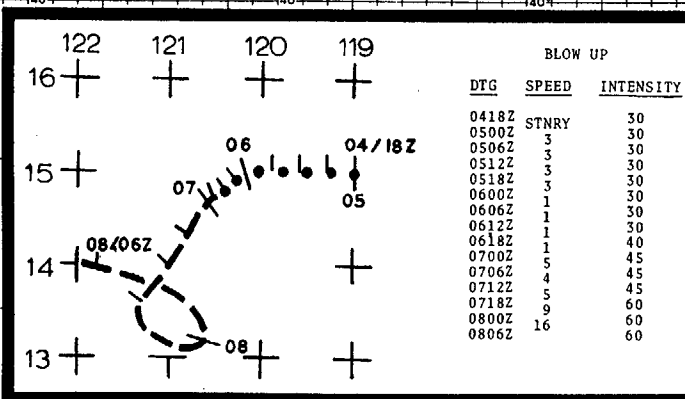 122 121 120 119
16
15
14
13
04/18Z
05
06
07
08/06Z
08
BLOW UP
DTG SPEED INTENSITY
0418Z STNRY 30
0500Z 3 30
0506Z 3 30
0512Z 3 30
0518Z 3 30
0600Z 1 30
0606Z 1 30
0612Z 1 30
0618Z 1 40
0700Z 5 45
0706Z 4 45
0712Z 5 45
0718Z 9 60
0800Z 16 60
0806Z 60